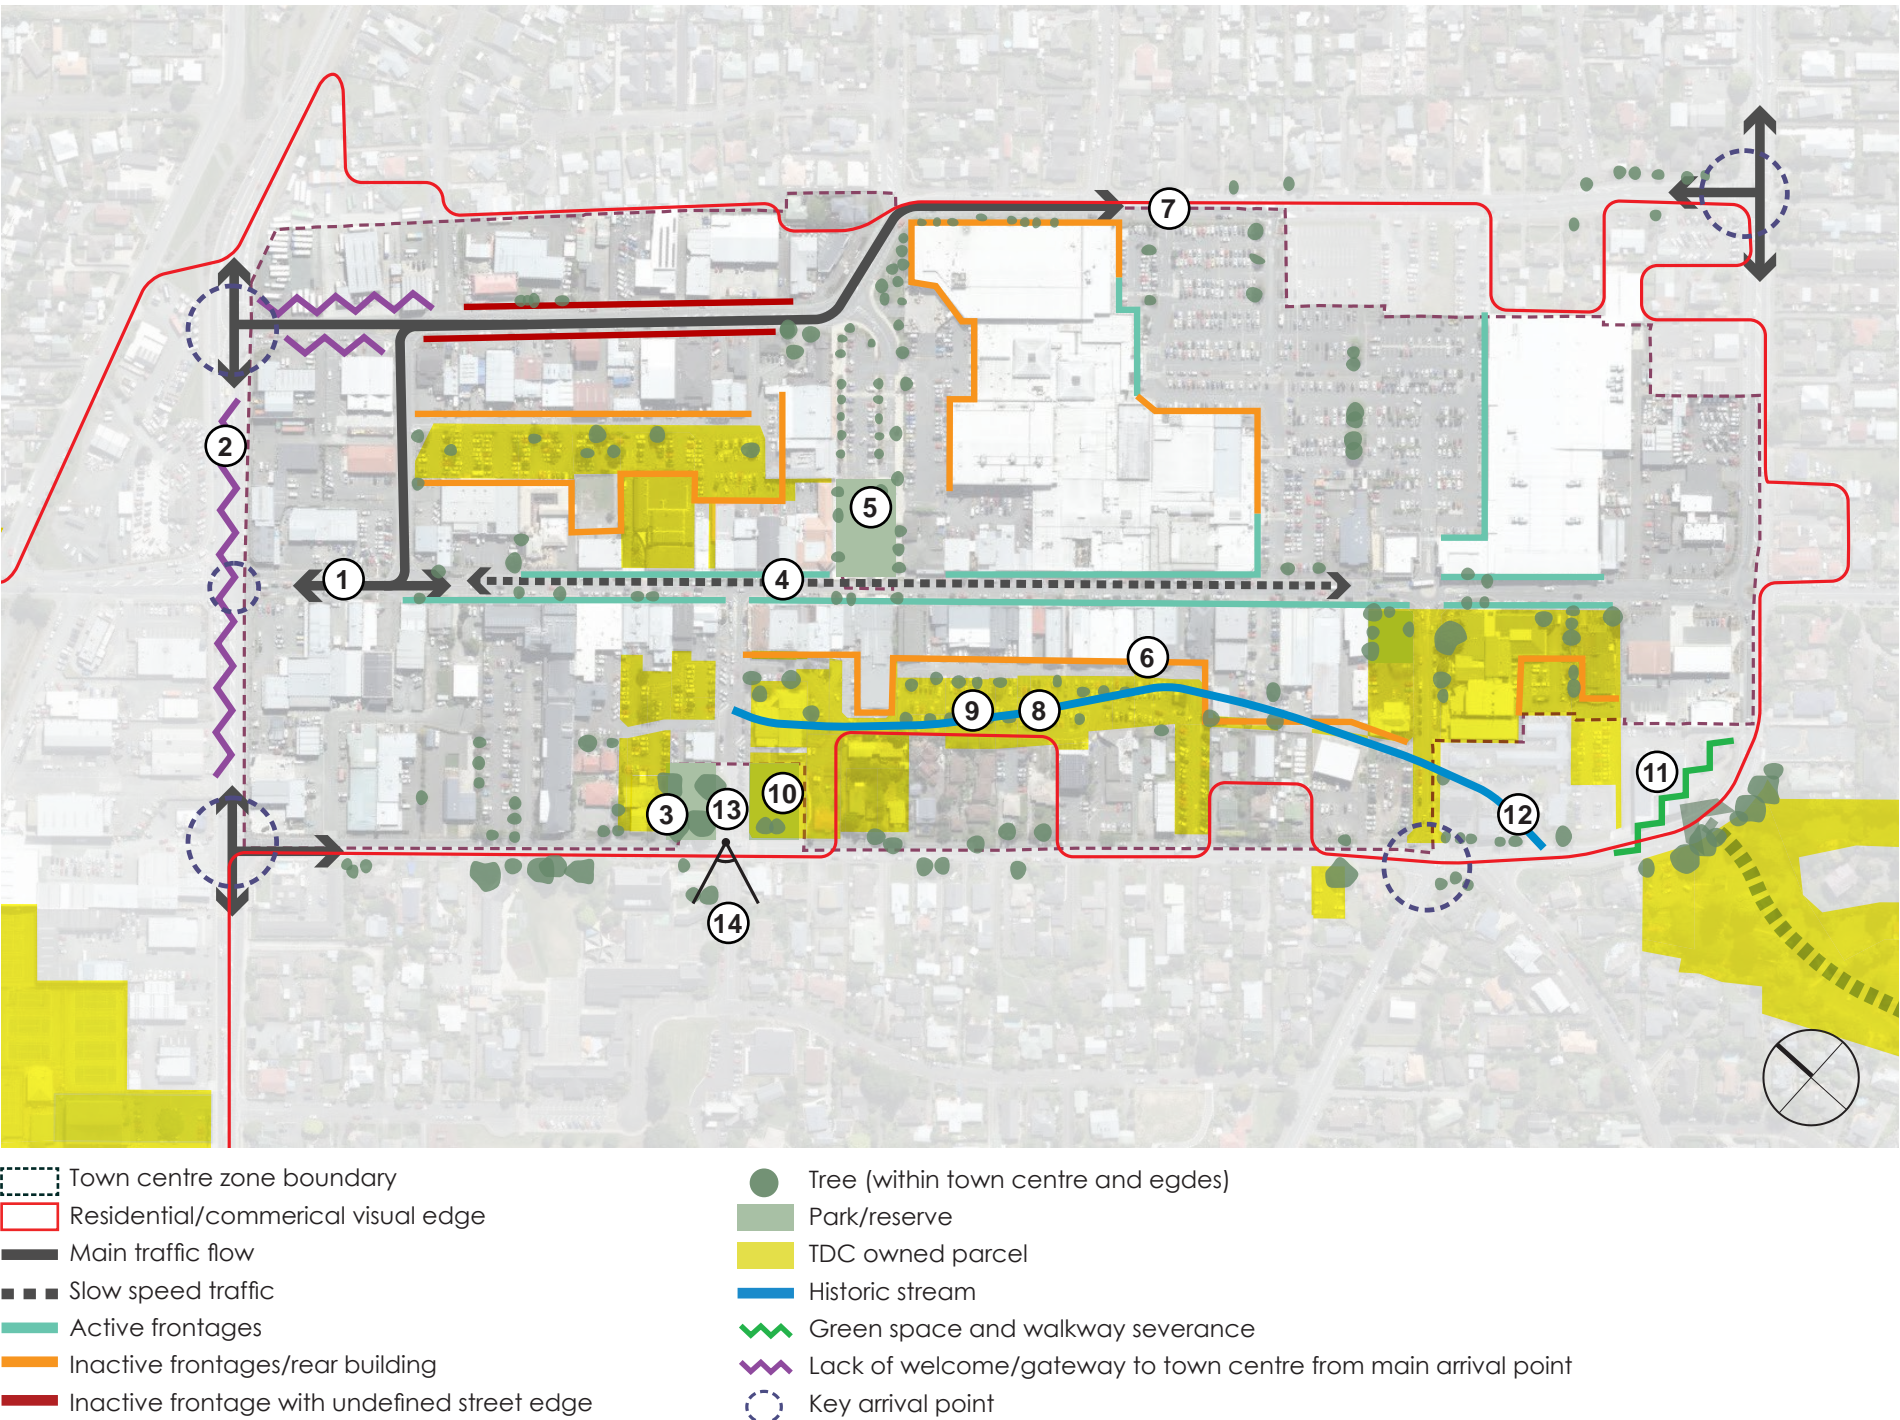 7
2
5
1
4
6
9
8
11
10
3
13
12
14
Town centre zone boundary
Residential/commerical visual edge
Main traffic flow
Slow speed traffic
Active frontages
Inactive frontages/rear building
Inactive frontage with undefined street edge
Tree (within town centre and egdes)
Park/reserve
TDC owned parcel
Historic stream
Green space and walkway severance
Lack of welcome/gateway to town centre from main arrival point
Key arrival point